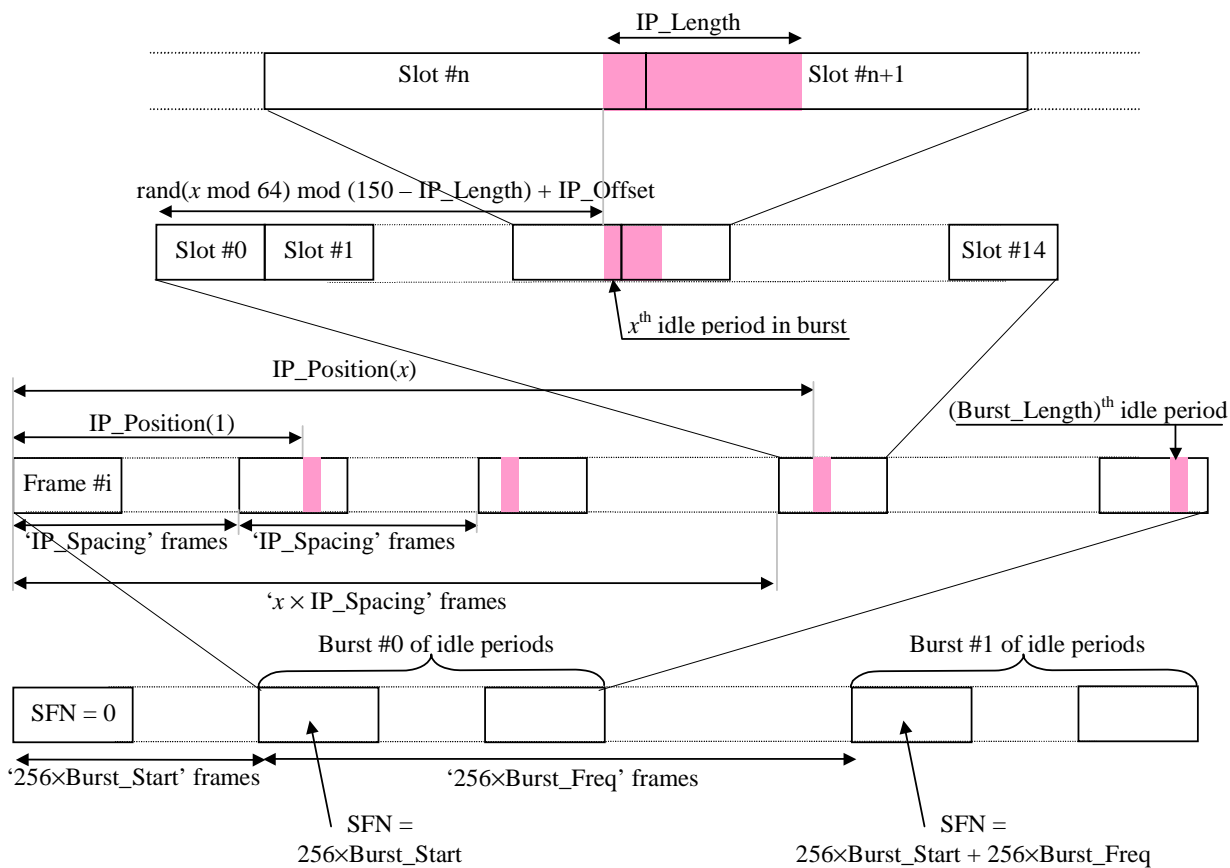 IP_Length
Slot #n
Slot #n+1
rand(x mod 64) mod (150 – IP_Length) + IP_Offset
Slot #0
Slot #1
Slot #14
xth idle period in burst
IP_Position(x)
IP_Position(1)
(Burst_Length)th idle period
Frame #i
‘IP_Spacing’ frames
‘IP_Spacing’ frames
‘x × IP_Spacing’ frames
Burst #0 of idle periods
Burst #1 of idle periods
SFN = 0
‘256×Burst_Start’ frames
‘256×Burst_Freq’ frames
SFN =
256×Burst_Start
SFN =
256×Burst_Start + 256×Burst_Freq